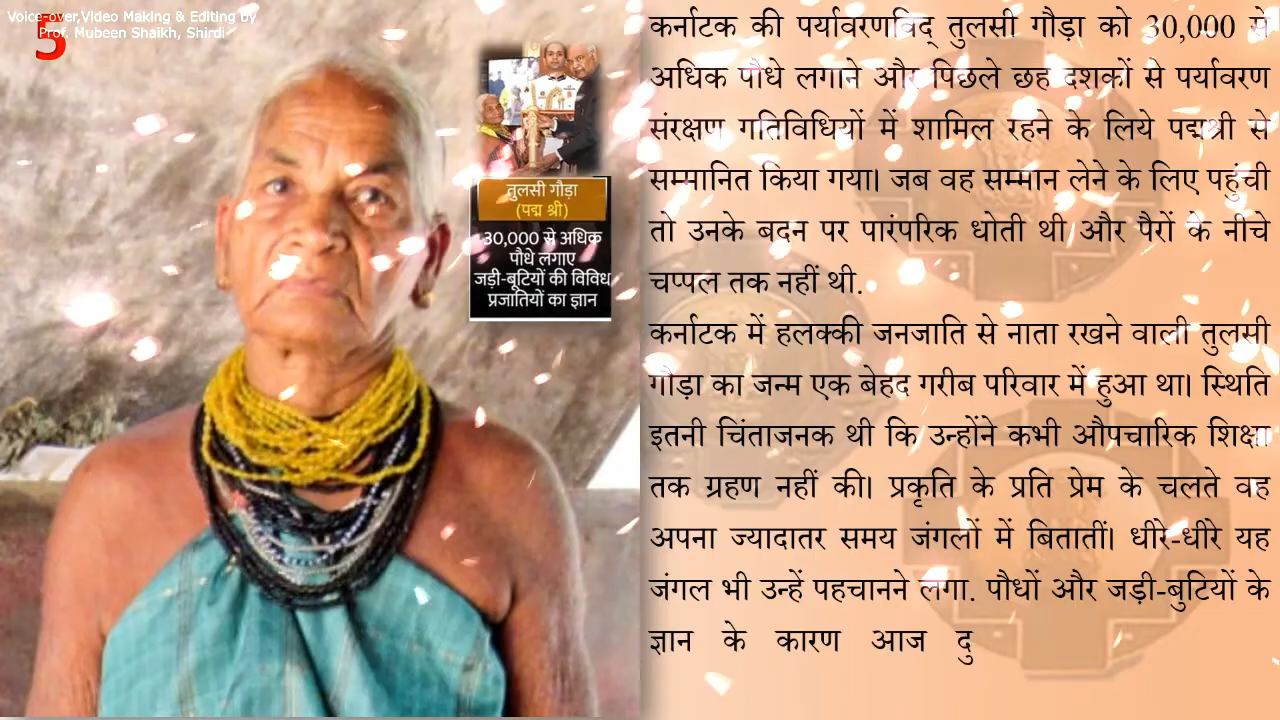 Voice-over,Video Making & Editing by
Prof. Mubeen Shaikh, Shirdi
5
तुलसी गौड़ा
(पद्म श्री)
30,000 से अधिक
पौधे लगाए
जड़ी-बूटियों की विविध
प्रजातियों का ज्ञान
कर्नाटक की पर्यावरणविद् तुलसी गौड़ा को 30,000 से
अधिक पौधे लगाने और पिछले छह दशकों से पर्यावरण
संरक्षण गतिविधियों में शामिल रहने के लिये पद्मश्री से
सम्मानित किया गया। जब वह सम्मान लेने के लिए पहुंची
तो उनके बदन पर पारंपरिक धोती थी और पैरों के नीचे
चप्पल तक नहीं थी.
कर्नाटक में हलक्की जनजाति से नाता रखने वाली तुलसी
गौड़ा का जन्म एक बेहद गरीब परिवार में हुआ था। स्थिति
इतनी चिंताजनक थी कि उन्होंने कभी औपचारिक शिक्षा
तक ग्रहण नहीं की। प्रकृति के प्रति प्रेम के चलते वह
अपना ज्यादातर समय जंगलों में बितातीं। धीरे-धीरे यह
जंगल भी उन्हें पहचानने लगा. पौधों और जड़ी-बुटियों के
ज्ञान के कारण आज दु